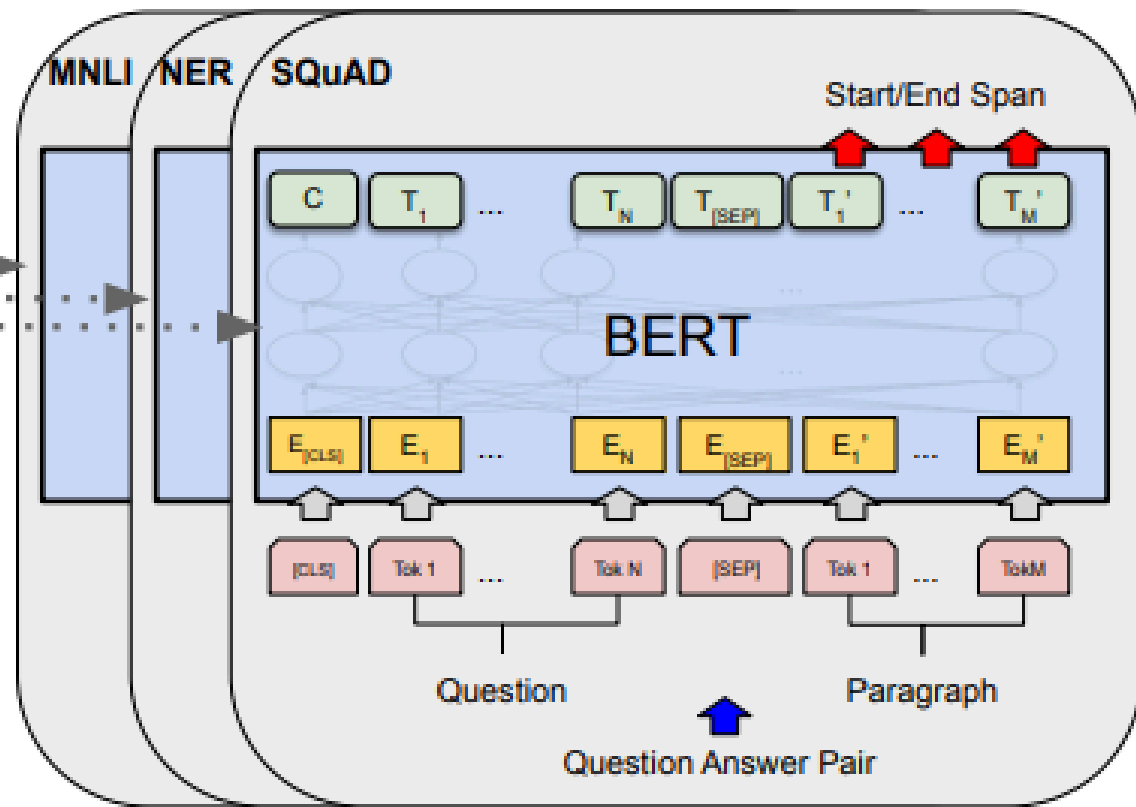 MNLI NER SQuAD
Start/End Span
C T1 ... TN T[SEP] T1' ... TM'
...
BERT
...
E[CLS] E1 ... EN E[SEP] E1' ... EM'
[CLS] Tok 1 ... Tok N [SEP] Tok 1 ... TokM
Question Paragraph
Question Answer Pair